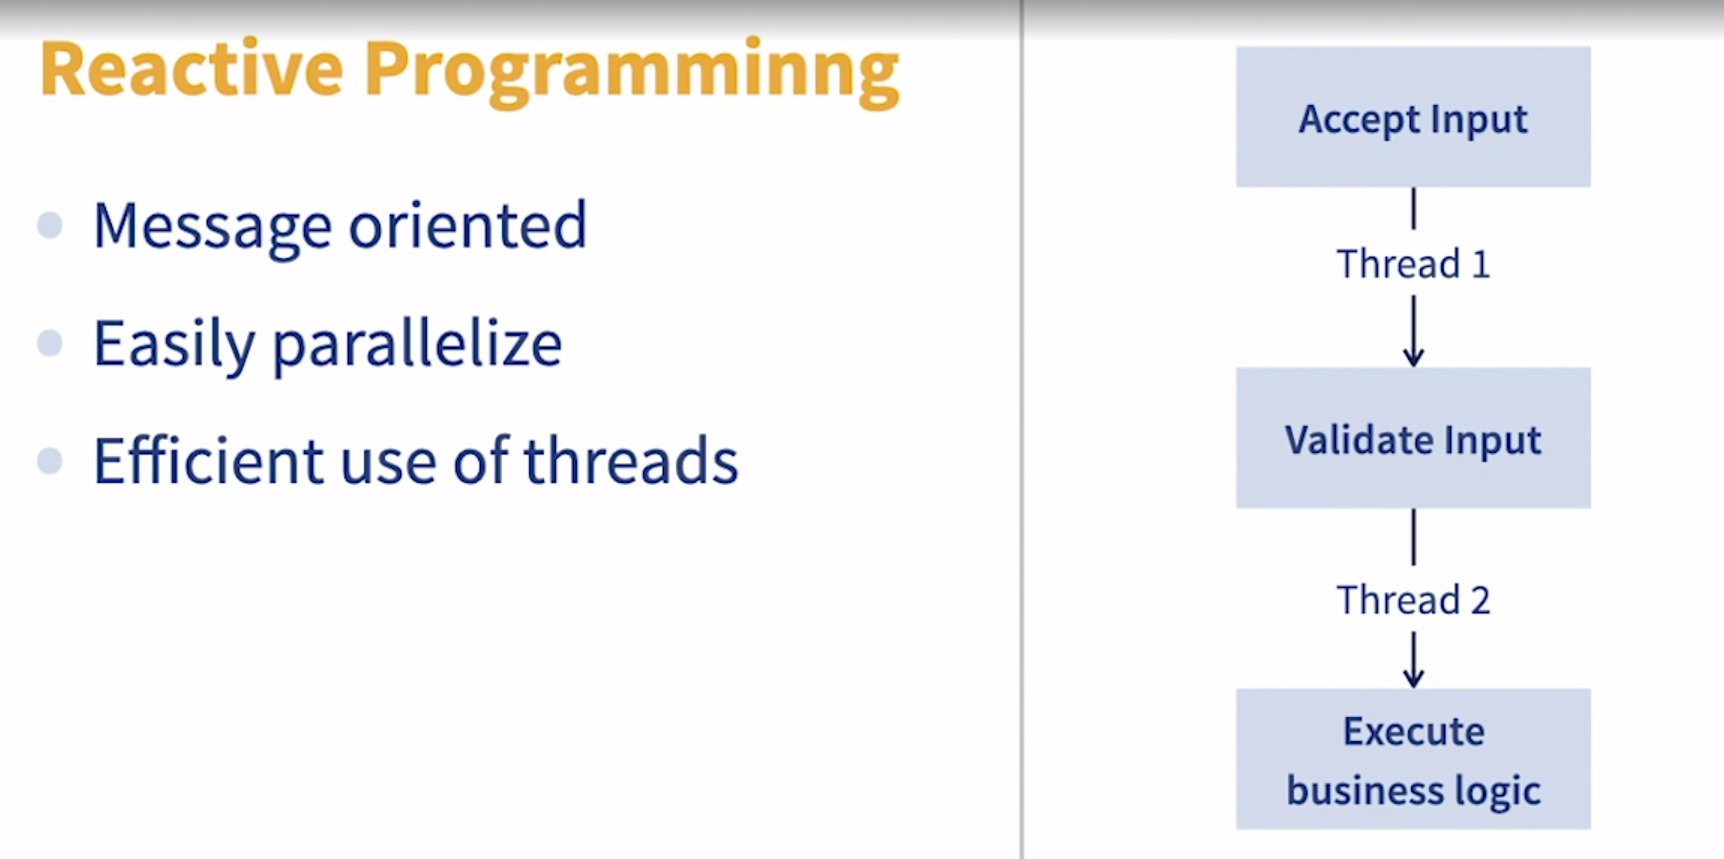 Reactive Programminng
Message oriented
Easily parallelize
Efficient use of threads
Accept Input
Thread 1
Validate Input
Thread 2
Execute
business logic